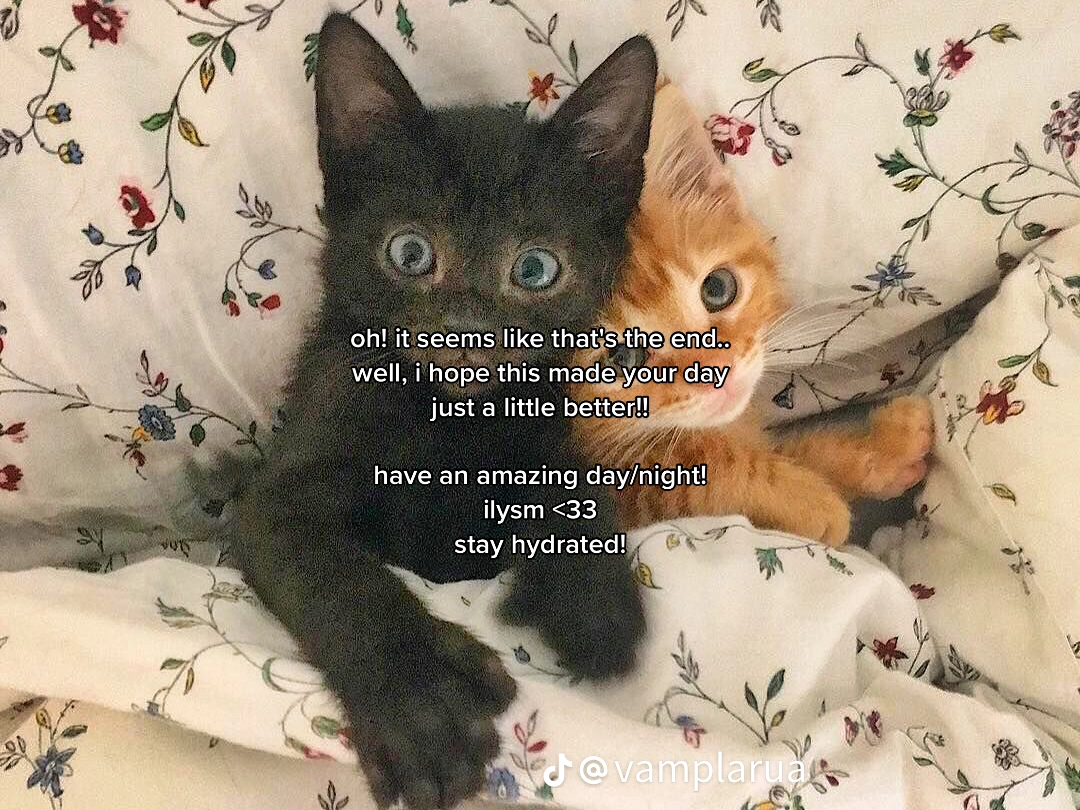 oh! it seems like that's the end..
well, i hope this made your day
just a little better!!
have an amazing day/night!
ilysm <33
stay hydrated!
@vamplarua